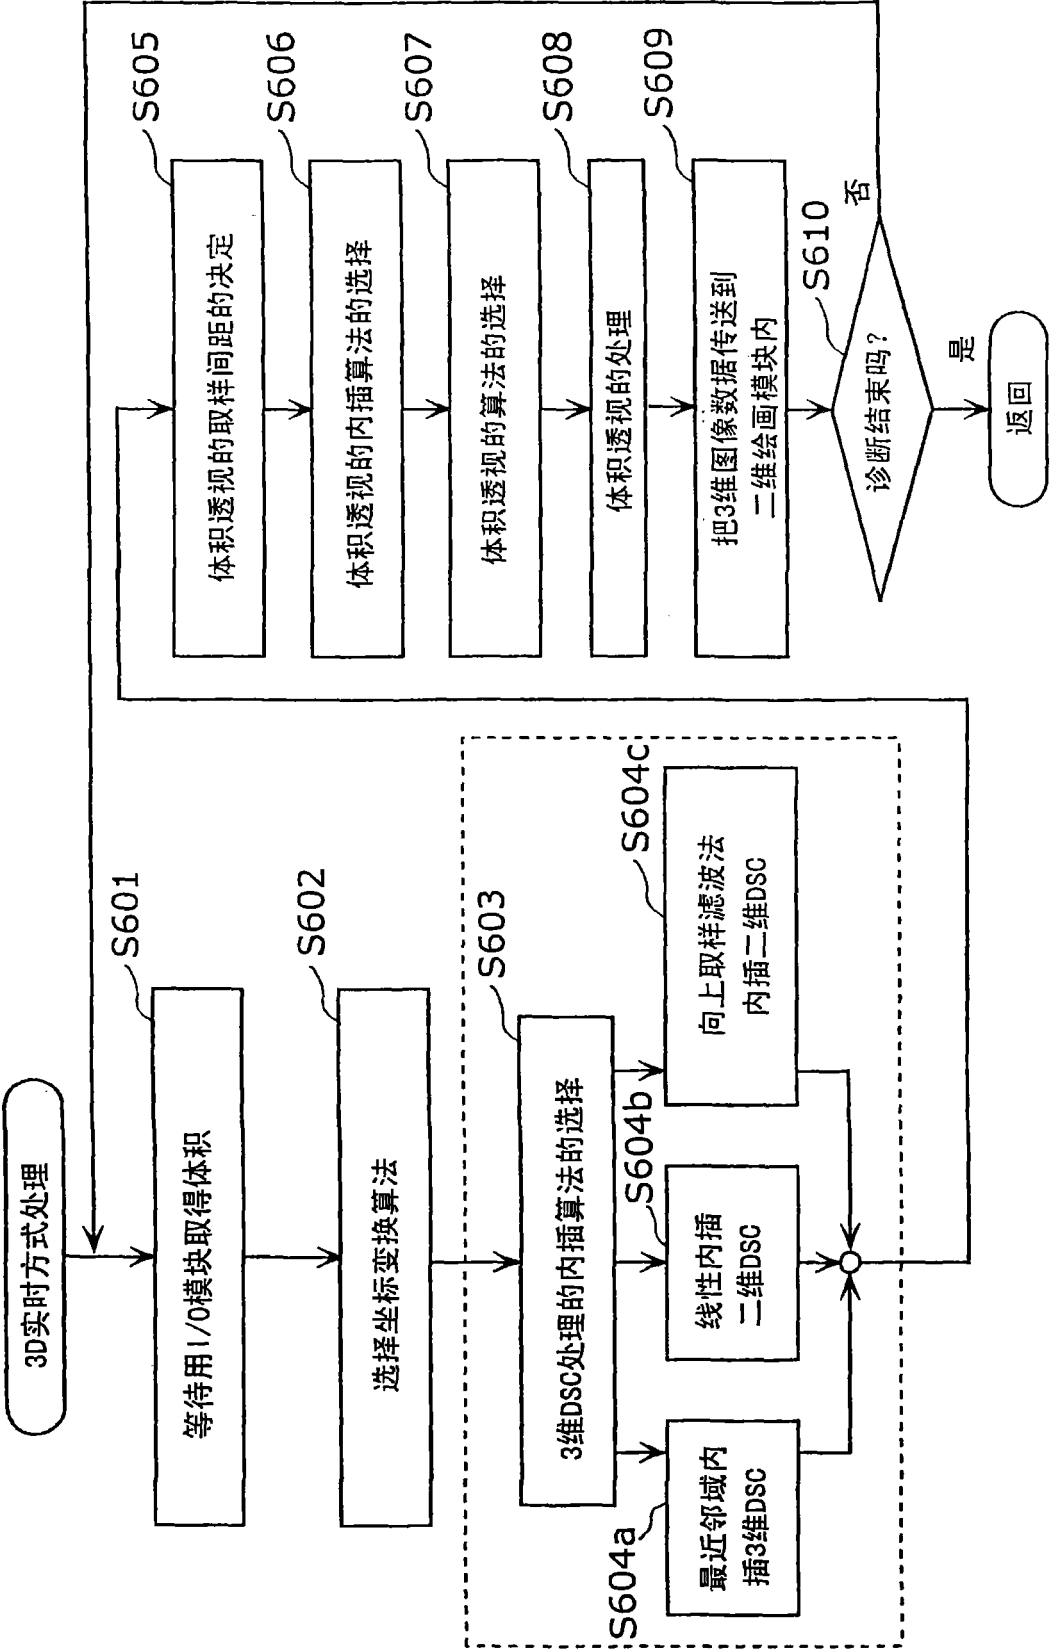 3D实时方式处理
S601
等待用I/O模块取得体积
S602
选择坐标变换算法
S603
3维DSC处理的内插算法的选择
S604a
最近邻域内
插3维DSC
S604b
线性内插
二维DSC
S604c
向上取样滤波法
内插二维DSC
S605
体积透视的取样间距的决定
S606
体积透视的内插算法的选择
S607
体积透视的算法的选择
S608
体积透视的处理
S609
把3维图像数据传送到
二维绘画模块内
S610
诊断结束吗?
否
是
返回